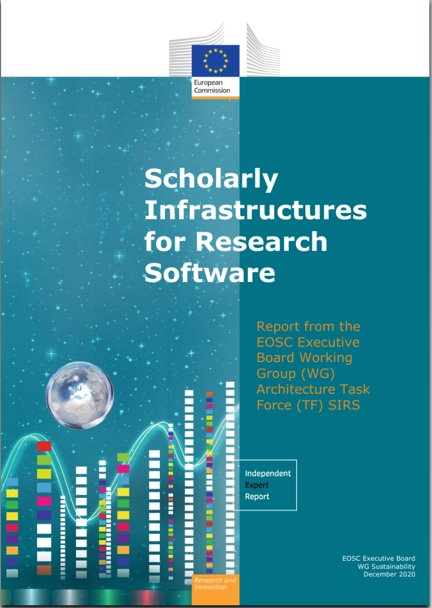 European
Commission
Scholarly
Infrastructures
for Research
Software
Report from the
EOSC Executive
Board Working
Group (WG)
Architecture Task
Force (TF) SIRS
Independent
Expert
Report
EOSC Executive Board
WG Sustainability
December 2020
Research and
Innovation